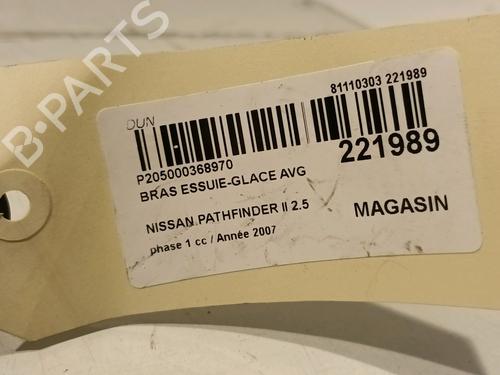 B-PARTS
DUN
81110303 221989
P205000368970
221989
BRAS ESSUIE-GLACE AVG
NISSAN PATHFINDER II 2.5
MAGASIN
phase 1 cc / Année 2007